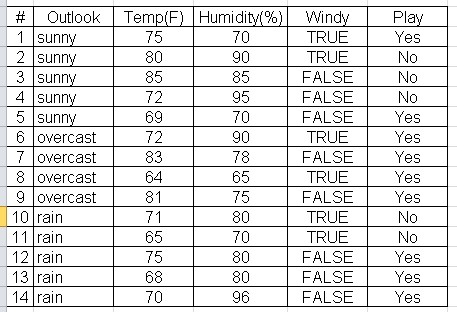 # Outlook Temp(F) Humidity(%) Windy Play
1 sunny 75 70 TRUE Yes
2 sunny 80 90 TRUE No
3 sunny 85 85 FALSE No
4 sunny 72 95 FALSE No
5 sunny 69 70 FALSE Yes
6 overcast 72 90 TRUE Yes
7 overcast 83 78 FALSE Yes
8 overcast 64 65 TRUE Yes
9 overcast 81 75 FALSE Yes
10 rain 71 80 TRUE No
11 rain 65 70 TRUE No
12 rain 75 80 FALSE Yes
13 rain 68 80 FALSE Yes
14 rain 70 96 FALSE Yes